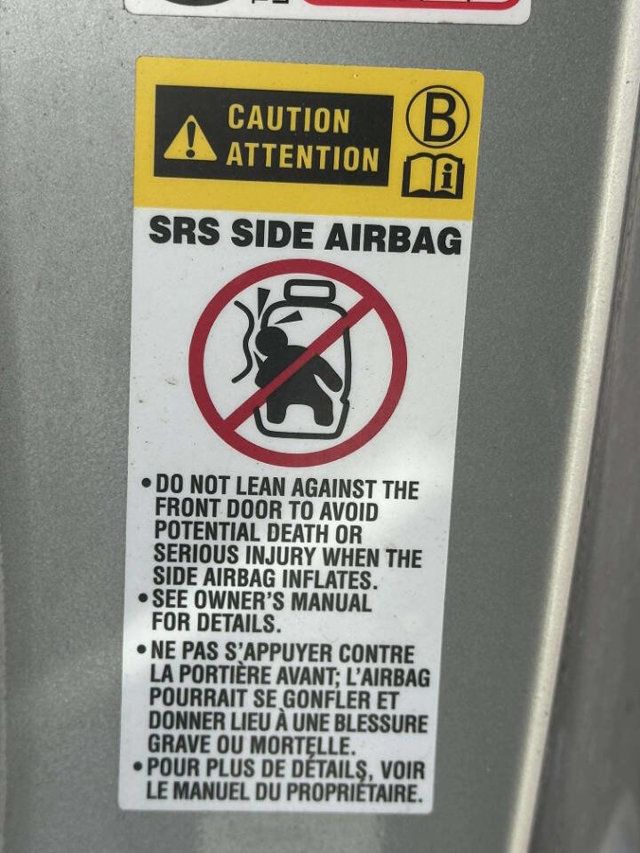 CAUTION
ATTENTION
B
i
SRS SIDE AIRBAG
• DO NOT LEAN AGAINST THE
FRONT DOOR TO AVOID
POTENTIAL DEATH OR
SERIOUS INJURY WHEN THE
SIDE AIRBAG INFLATES.
• SEE OWNER'S MANUAL
FOR DETAILS.
• NE PAS S'APPUYER CONTRE
LA PORTIÈRE AVANT; L'AIRBAG
POURRAIT SE GONFLER ET
DONNER LIEU À UNE BLESSURE
GRAVE OU MORTELLE.
• POUR PLUS DE DÉTAILS, VOIR
LE MANUEL DU PROPRIÉTAIRE.